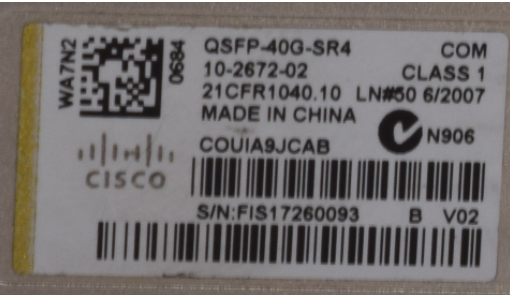 WA7N2
0684
QSFP-40G-SR4 COM
10-2672-02 CLASS 1
21CFR1040.10 LN#50 6/2007
MADE IN CHINA
N906
COUIA9JCAB
CISCO
S/N:FIS17260093 B V02